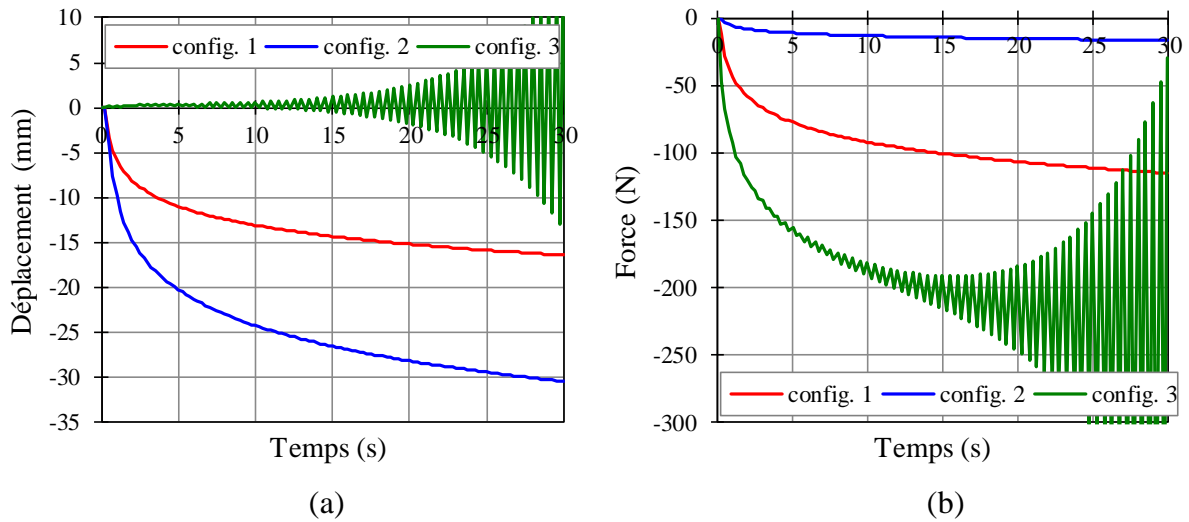 10
5
0
-5
-10
-15
-20
-25
-30
-35
0 5 10 15 20 25 30
config. 1 config. 2 config. 3
Déplacement (mm)
Temps (s)
(a)
0
-50
-100
-150
-200
-250
-300
0 5 10 15 20 25 30
config. 1 config. 2 config. 3
Force (N)
Temps (s)
(b)